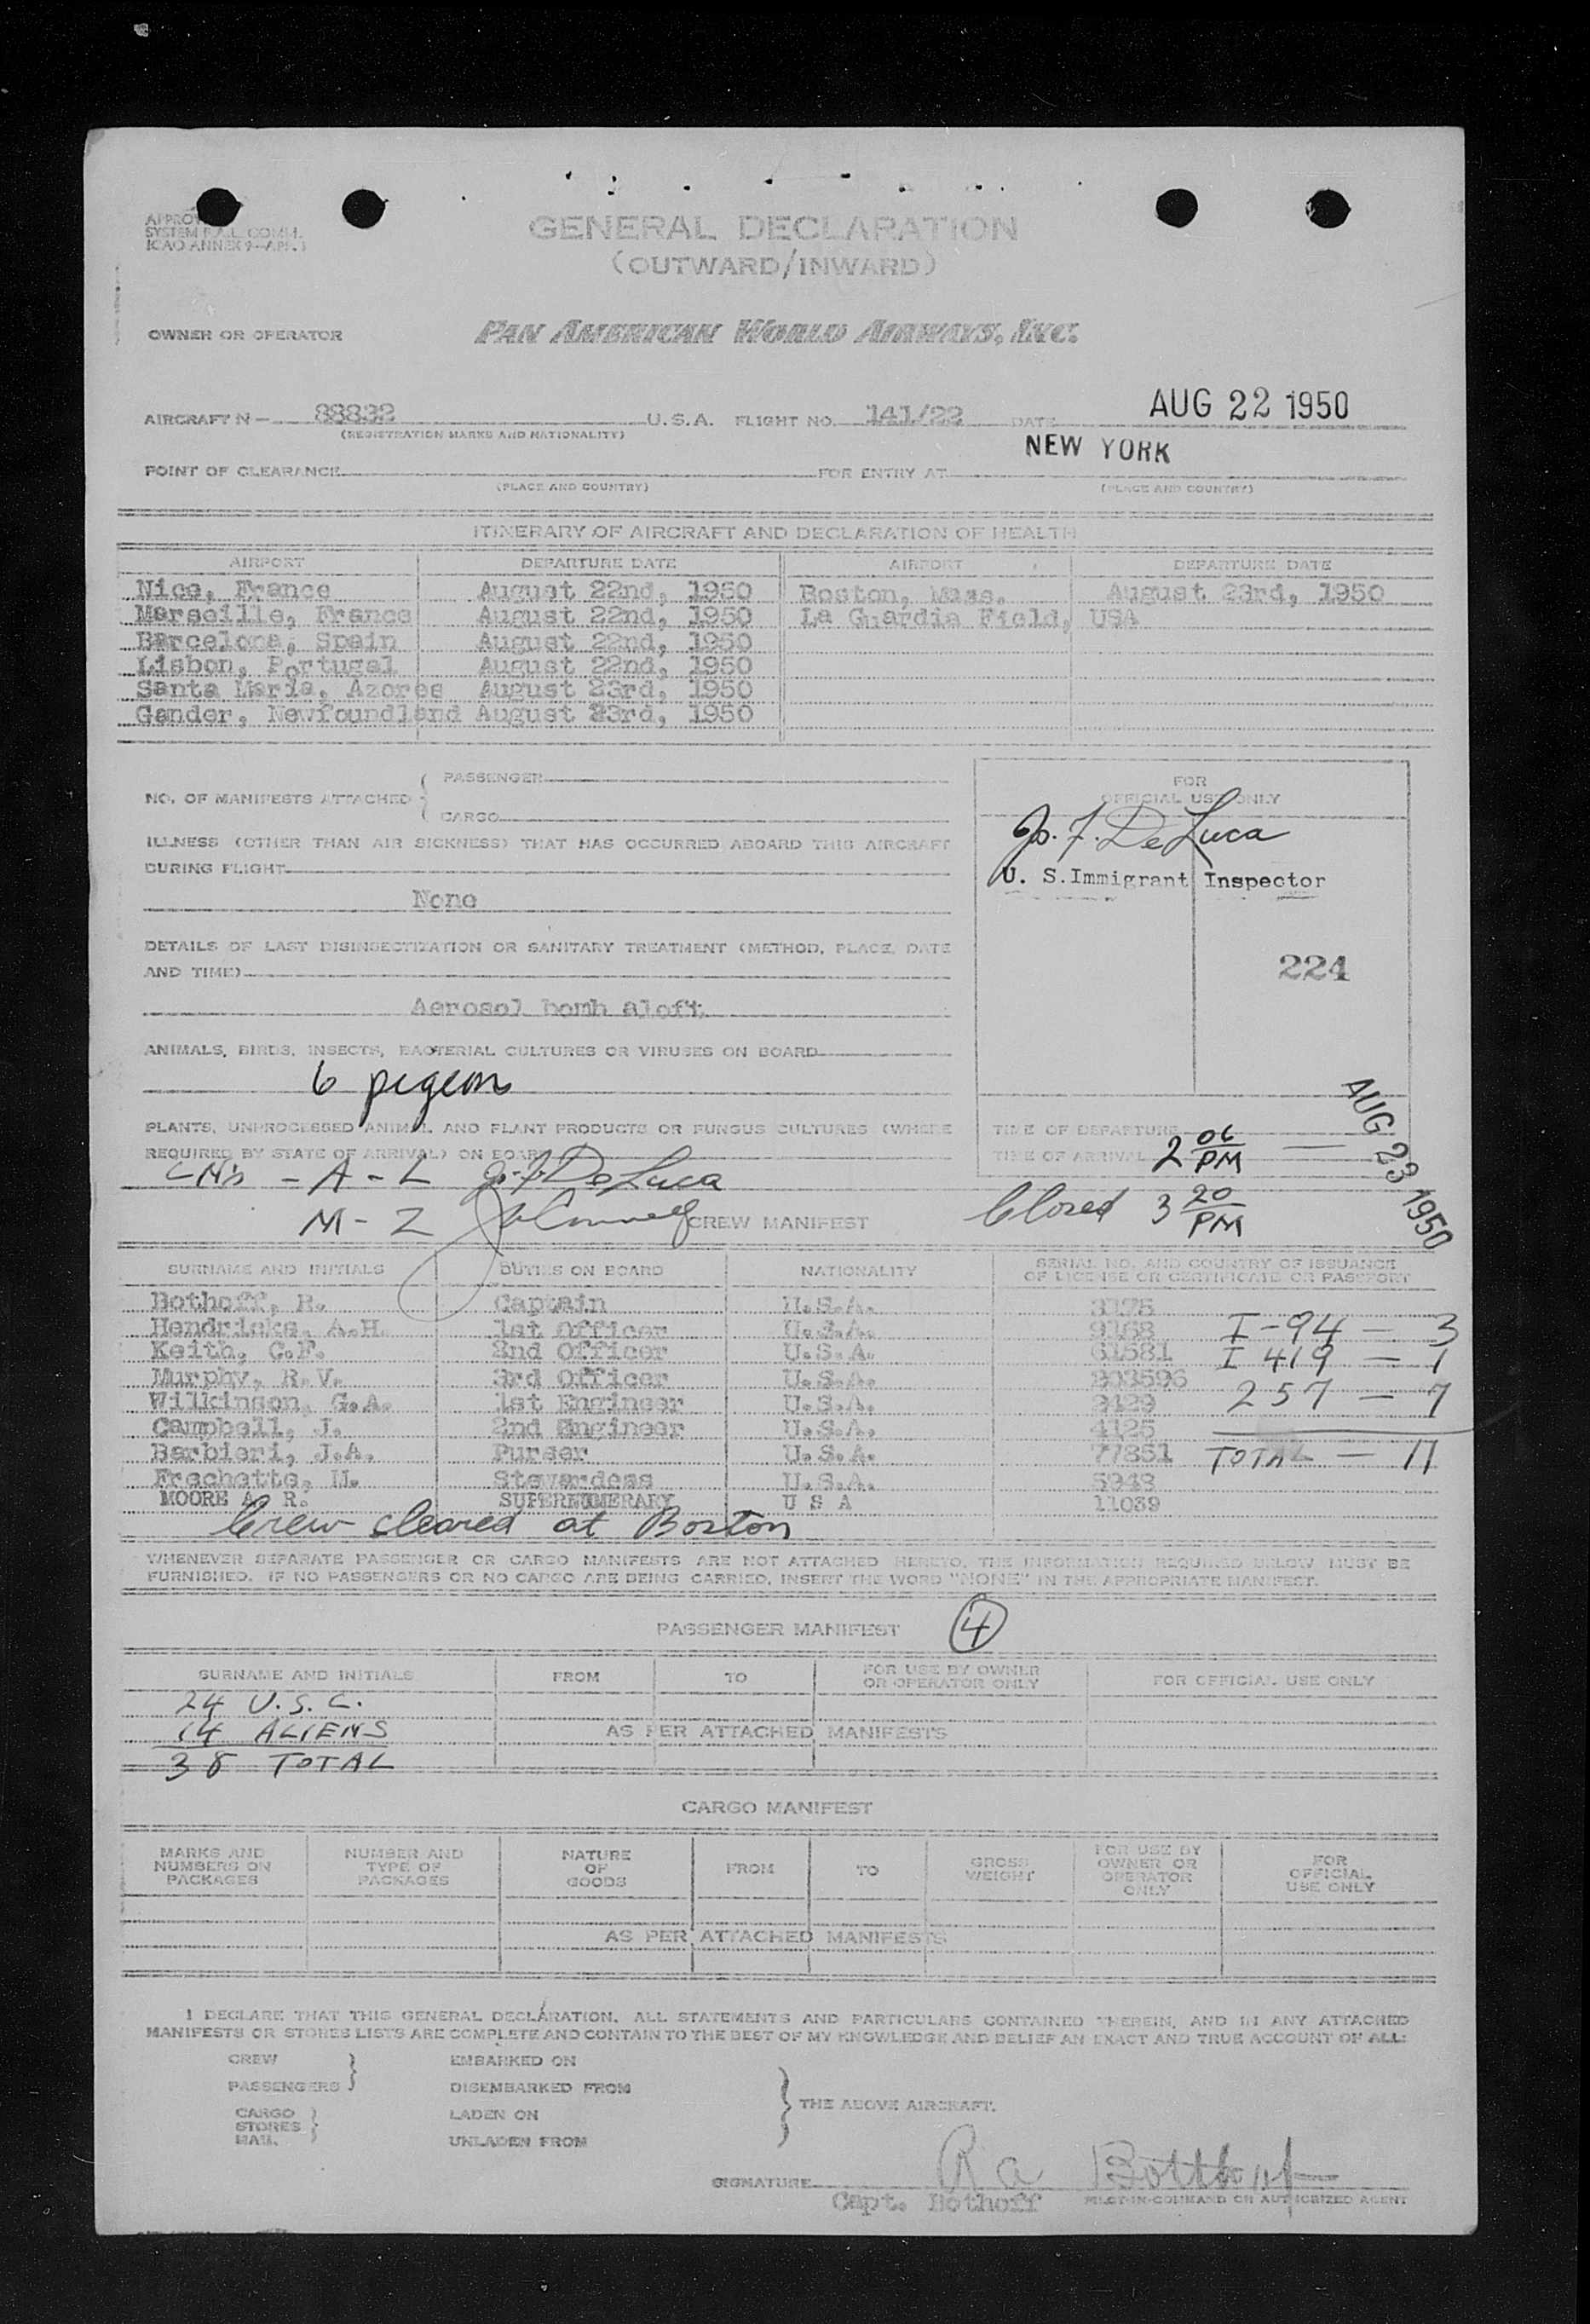 GENERAL DECLARATION
(OUTWARD/INWARD)
OWNER OR OPERATOR PAN AMERICAN WORLD AIRWAYS, INC.
AUG 22 1950
AIRCRAFT N- 88832 U.S.A. FLIGHT NO. 141/22 DATE
(REGISTRATION MARKS AND NATIONALITY)
NEW YORK
POINT OF CLEARANCE FOR ENTRY AT
(PLACE AND COUNTRY) (PLACE AND COUNTRY)
ITINERARY OF AIRCRAFT AND DECLARATION OF HEALTH
AIRPORT DEPARTURE DATE AIRPORT DEPARTURE DATE
Nice, France August 22nd, 1950 Boston, Mass. August 23rd, 1950
Marseille, France August 22nd, 1950 La Guardia Field, USA
Barcelona, Spain August 22nd, 1950
Lisbon, Portugal August 22nd, 1950
Santa Maria, Azores August 23rd, 1950
Gander, Newfoundland August 23rd, 1950
NO. OF MANIFESTS ATTACHED { PASSENGER
CARGO
FOR
OFFICIAL USE ONLY
Jo. F. DeLuca
U. S. Immigrant Inspector
224
ILLNESS (OTHER THAN AIR SICKNESS) THAT HAS OCCURRED ABOARD THIS AIRCRAFT
DURING FLIGHT
None
DETAILS OF LAST DISINSECTIZATION OR SANITARY TREATMENT (METHOD, PLACE, DATE
AND TIME)
Aerosol bomb aloft
ANIMALS, BIRDS, INSECTS, BACTERIAL CULTURES OR VIRUSES ON BOARD
6 pigeons
PLANTS, UNPROCESSED ANIMAL AND PLANT PRODUCTS OR FUNGUS CULTURES (WHERE
REQUIRED BY STATE OF ARRIVAL) ON BOARD
TIME OF DEPARTURE
TIME OF ARRIVAL 2 06 PM
AUG 23 1950
- A - L Jo. F. DeLuca
M - Z
Closed 3 20 PM
CREW MANIFEST
SURNAME AND INITIALS DUTIES ON BOARD NATIONALITY SERIAL NO. AND COUNTRY OF ISSUANCE
OF LICENSE OR CERTIFICATE OR PASSPORT
Bothoff, R. Captain U.S.A.
Hendricks, A.H. 1st Officer U.S.A. 9168 I-94 - 3
Keith, C.F. 2nd Officer U.S.A. 61581 I 419 - 1
Murphy, R.V. 3rd Officer U.S.A. 257 - 7
Wilkinson, G.A. 1st Engineer U.S.A. 9429
Campbell, J. 2nd Engineer U.S.A. 4125
Barbieri, J.A. Purser U.S.A. 77851 TOTAL - 11
Frechette, Stewardess U.S.A. 5948
MOORE A. R. SUPERNUMERARY U S A 11039
Crew cleared at Boston
WHENEVER SEPARATE PASSENGER OR CARGO MANIFESTS ARE NOT ATTACHED HERETO, THE INFORMATION REQUIRED BELOW MUST BE
FURNISHED. IF NO PASSENGERS OR NO CARGO ARE BEING CARRIED, INSERT THE WORD "NONE" IN THE APPROPRIATE MANIFEST.
PASSENGER MANIFEST 4
SURNAME AND INITIALS FROM TO FOR USE BY OWNER
OR OPERATOR ONLY FOR OFFICIAL USE ONLY
24 U.S.C.
14 ALIENS AS PER ATTACHED MANIFESTS
38 TOTAL
CARGO MANIFEST
MARKS AND
NUMBERS ON
PACKAGES
NUMBER AND
TYPE OF
PACKAGES
NATURE
OF
GOODS
FROM
TO
GROSS
WEIGHT
FOR USE BY
OWNER OR
OPERATOR
ONLY
FOR
OFFICIAL
USE ONLY
AS PER ATTACHED MANIFESTS
I DECLARE THAT THIS GENERAL DECLARATION, ALL STATEMENTS AND PARTICULARS CONTAINED THEREIN, AND IN ANY ATTACHED
MANIFESTS OR STORES LISTS ARE COMPLETE AND CONTAIN TO THE BEST OF MY KNOWLEDGE AND BELIEF AN EXACT AND TRUE ACCOUNT OF ALL:
CREW } EMBARKED ON
PASSENGERS DISEMBARKED FROM
} THE ABOVE AIRCRAFT.
CARGO } LADEN ON
STORES
MAIL UNLADEN FROM
SIGNATURE Ra Bothoff
Capt. Bothoff PILOT-IN-COMMAND OR AUTHORIZED AGENT